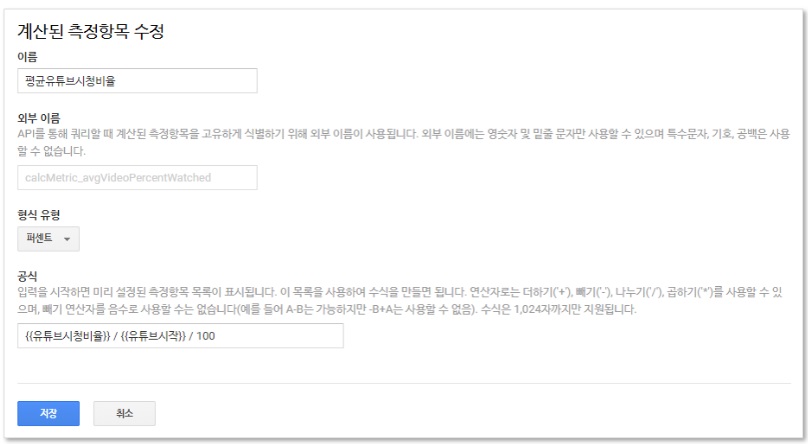 계산된 측정항목 수정
이름
평균유튜브시청비율
외부 이름
API를 통해 쿼리할 때 계산된 측정항목을 고유하게 식별하기 위해 외부 이름이 사용됩니다. 외부 이름에는 영숫자 및 밑줄 문자만 사용할 수 있으며 특수문자, 기호, 공백은 사용
할 수 없습니다.
calcMetric_avgVideoPercentWatched
형식 유형
퍼센트
공식
입력을 시작하면 미리 설정된 측정항목 목록이 표시됩니다. 이 목록을 사용하여 수식을 만들면 됩니다. 연산자로는 더하기('+'), 빼기('-'), 나누기('/'), 곱하기('*')를 사용할 수 있
으며, 빼기 연산자를 음수로 사용할 수는 없습니다(예를 들어 A-B는 가능하지만 -B+A는 사용할 수 없음). 수식은 1,024자까지만 지원됩니다.
{{유튜브시청비율}} / {{유튜브시작}} / 100
저장
취소